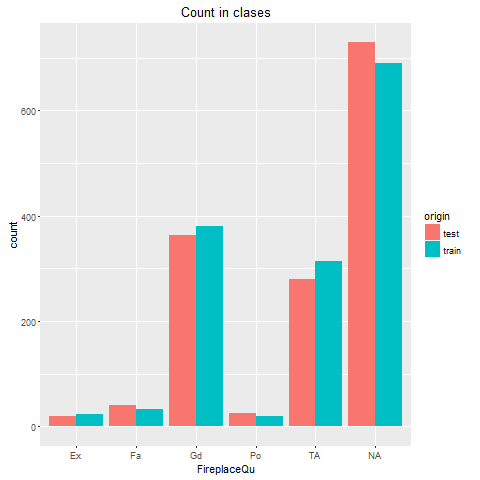 Count in clases
count
600
400
200
0
Ex Fa Gd Po TA NA
FireplaceQu
origin
test
train